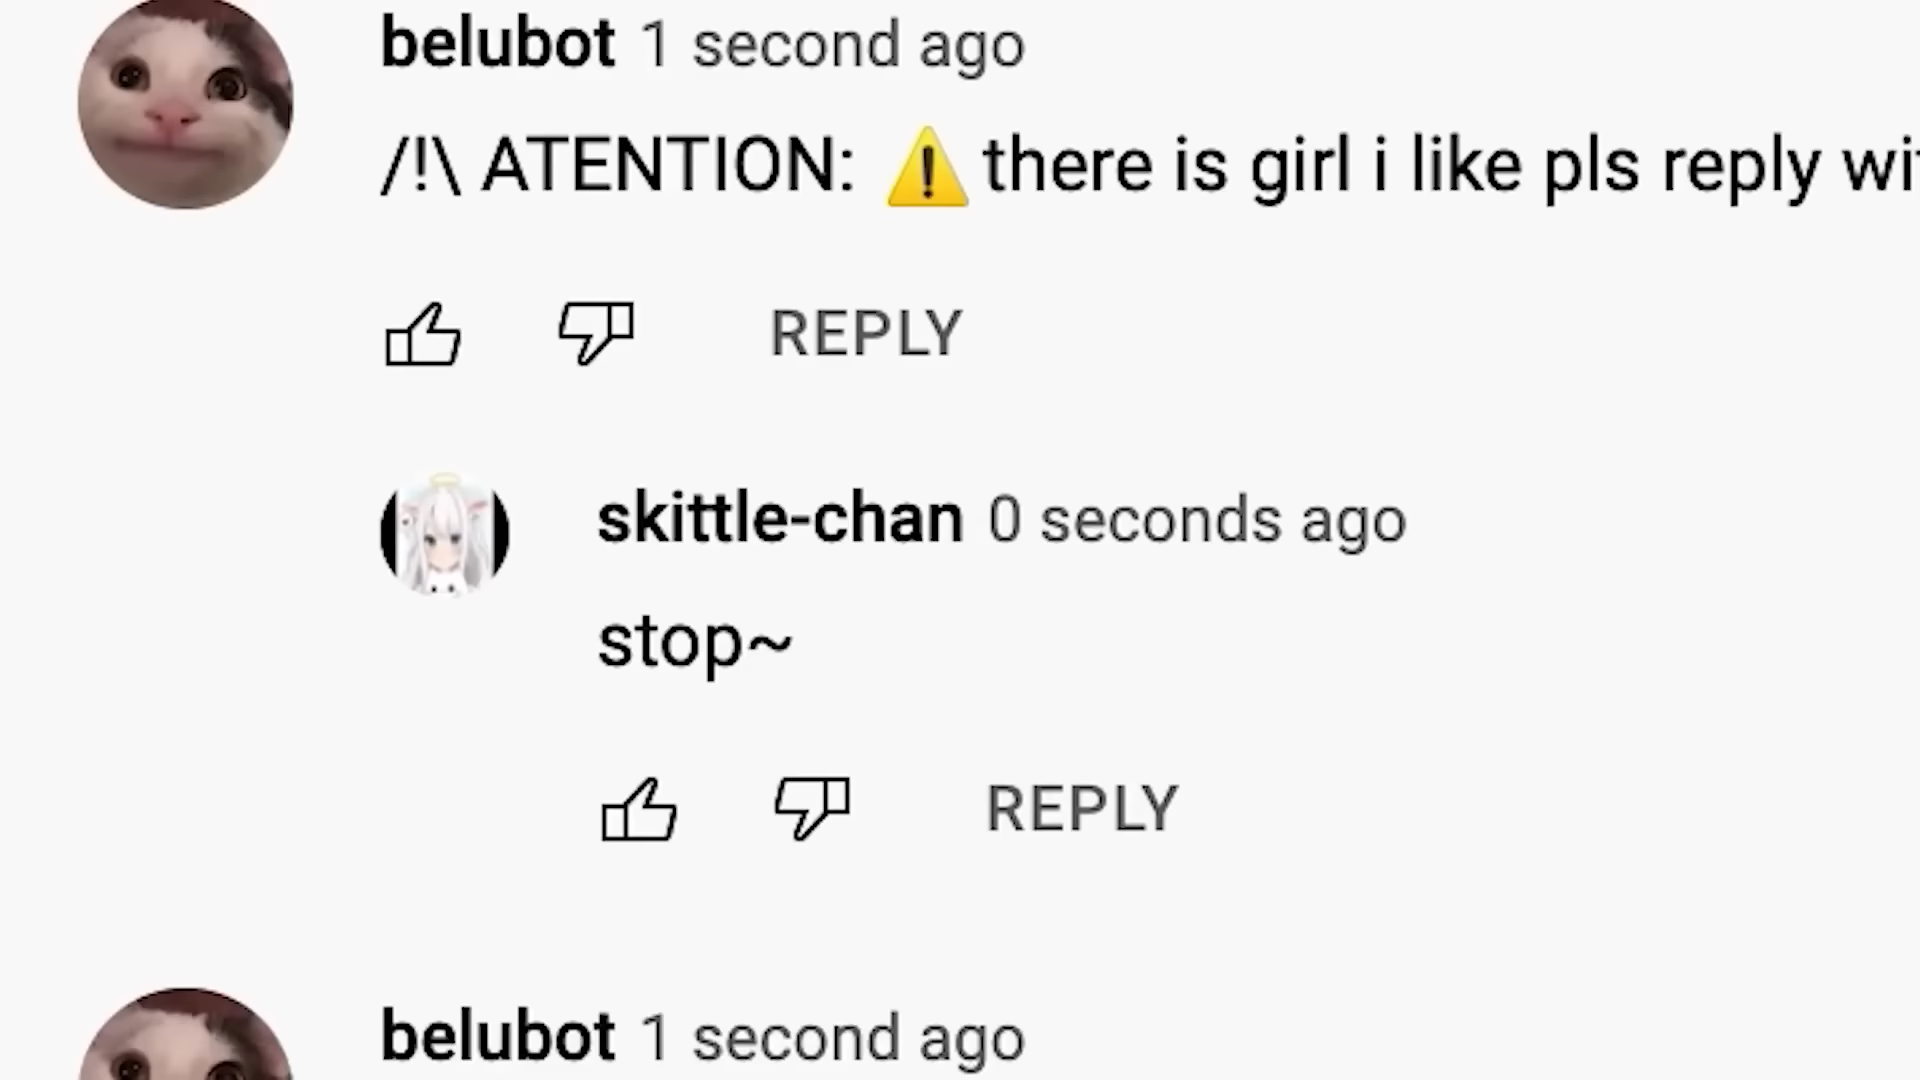 belubot 1 second ago
/!\ ATENTION: ⚠️ there is girl i like pls reply
REPLY
skittle-chan 0 seconds ago
stop~
REPLY
belubot 1 second ago